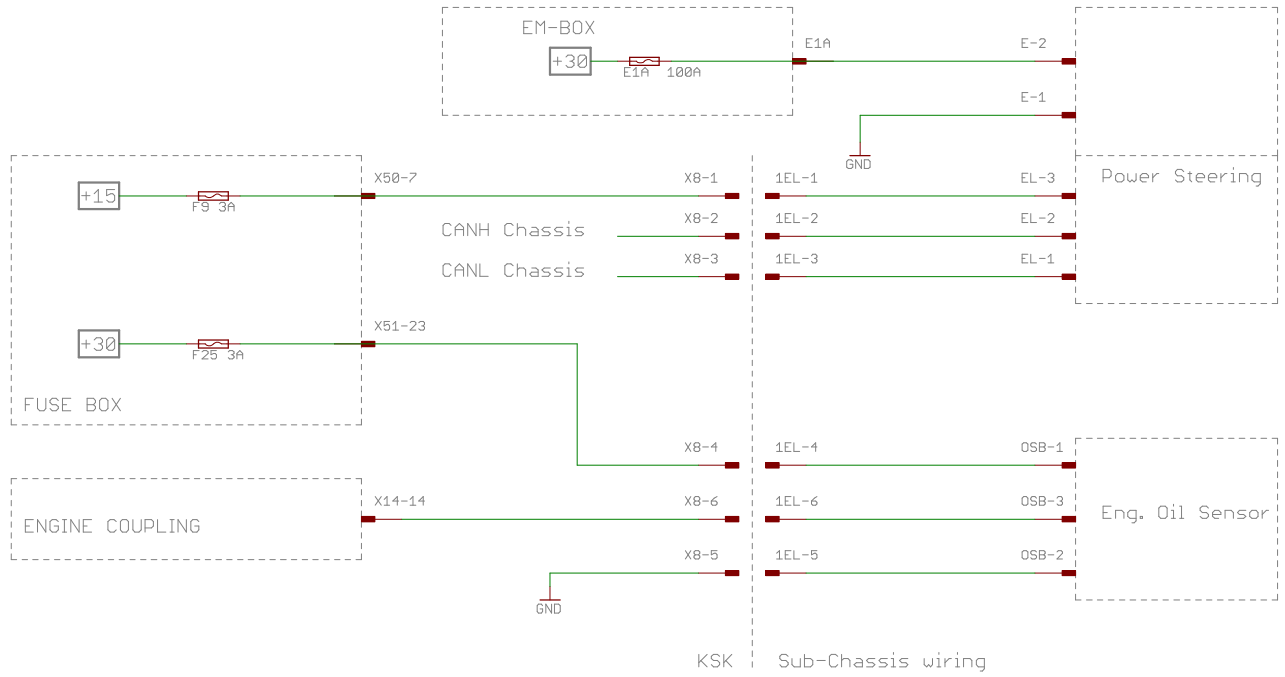 EM-BOX
+30
E1A 100A
E1A
E-2
E-1
GND
+15
F9 3A
X50-7
X8-1
1EL-1
EL-3
Power Steering
CANH Chassis
X8-2
1EL-2
EL-2
CANL Chassis
X8-3
1EL-3
EL-1
+30
F25 3A
X51-23
FUSE BOX
X8-4
1EL-4
OSB-1
ENGINE COUPLING
X14-14
X8-6
1EL-6
OSB-3
Eng. Oil Sensor
X8-5
1EL-5
OSB-2
GND
KSK
Sub-Chassis wiring